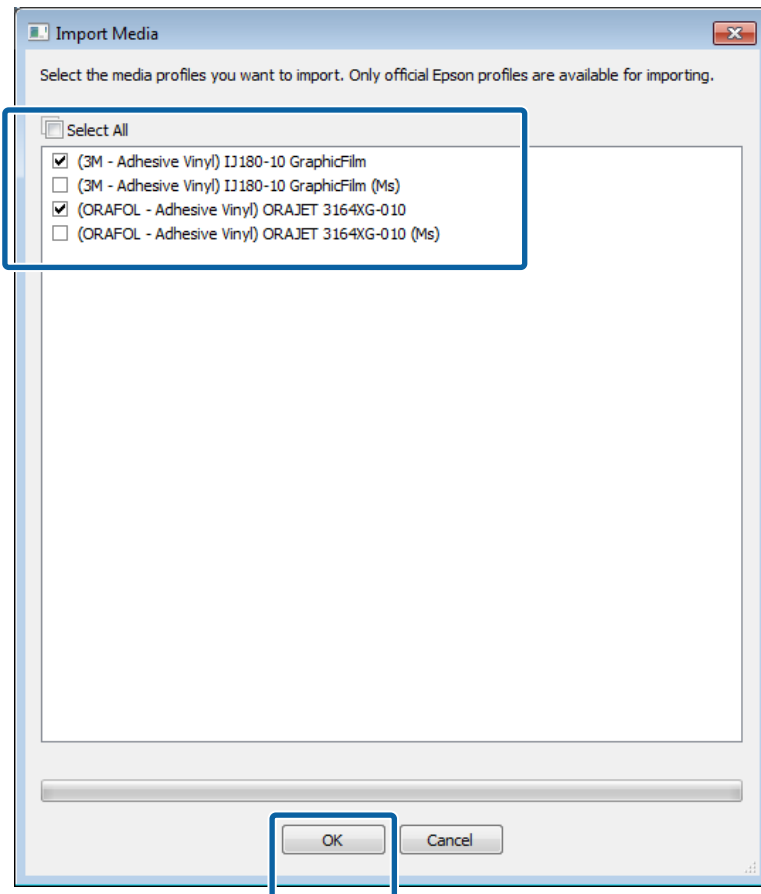 Import Media
Select the media profiles you want to import. Only official Epson profiles are available for importing.
Select All
(3M - Adhesive Vinyl) IJ180-10 GraphicFilm
(3M - Adhesive Vinyl) IJ180-10 GraphicFilm (Ms)
(ORAFOL - Adhesive Vinyl) ORAJET 3164XG-010
(ORAFOL - Adhesive Vinyl) ORAJET 3164XG-010 (Ms)
OK
Cancel